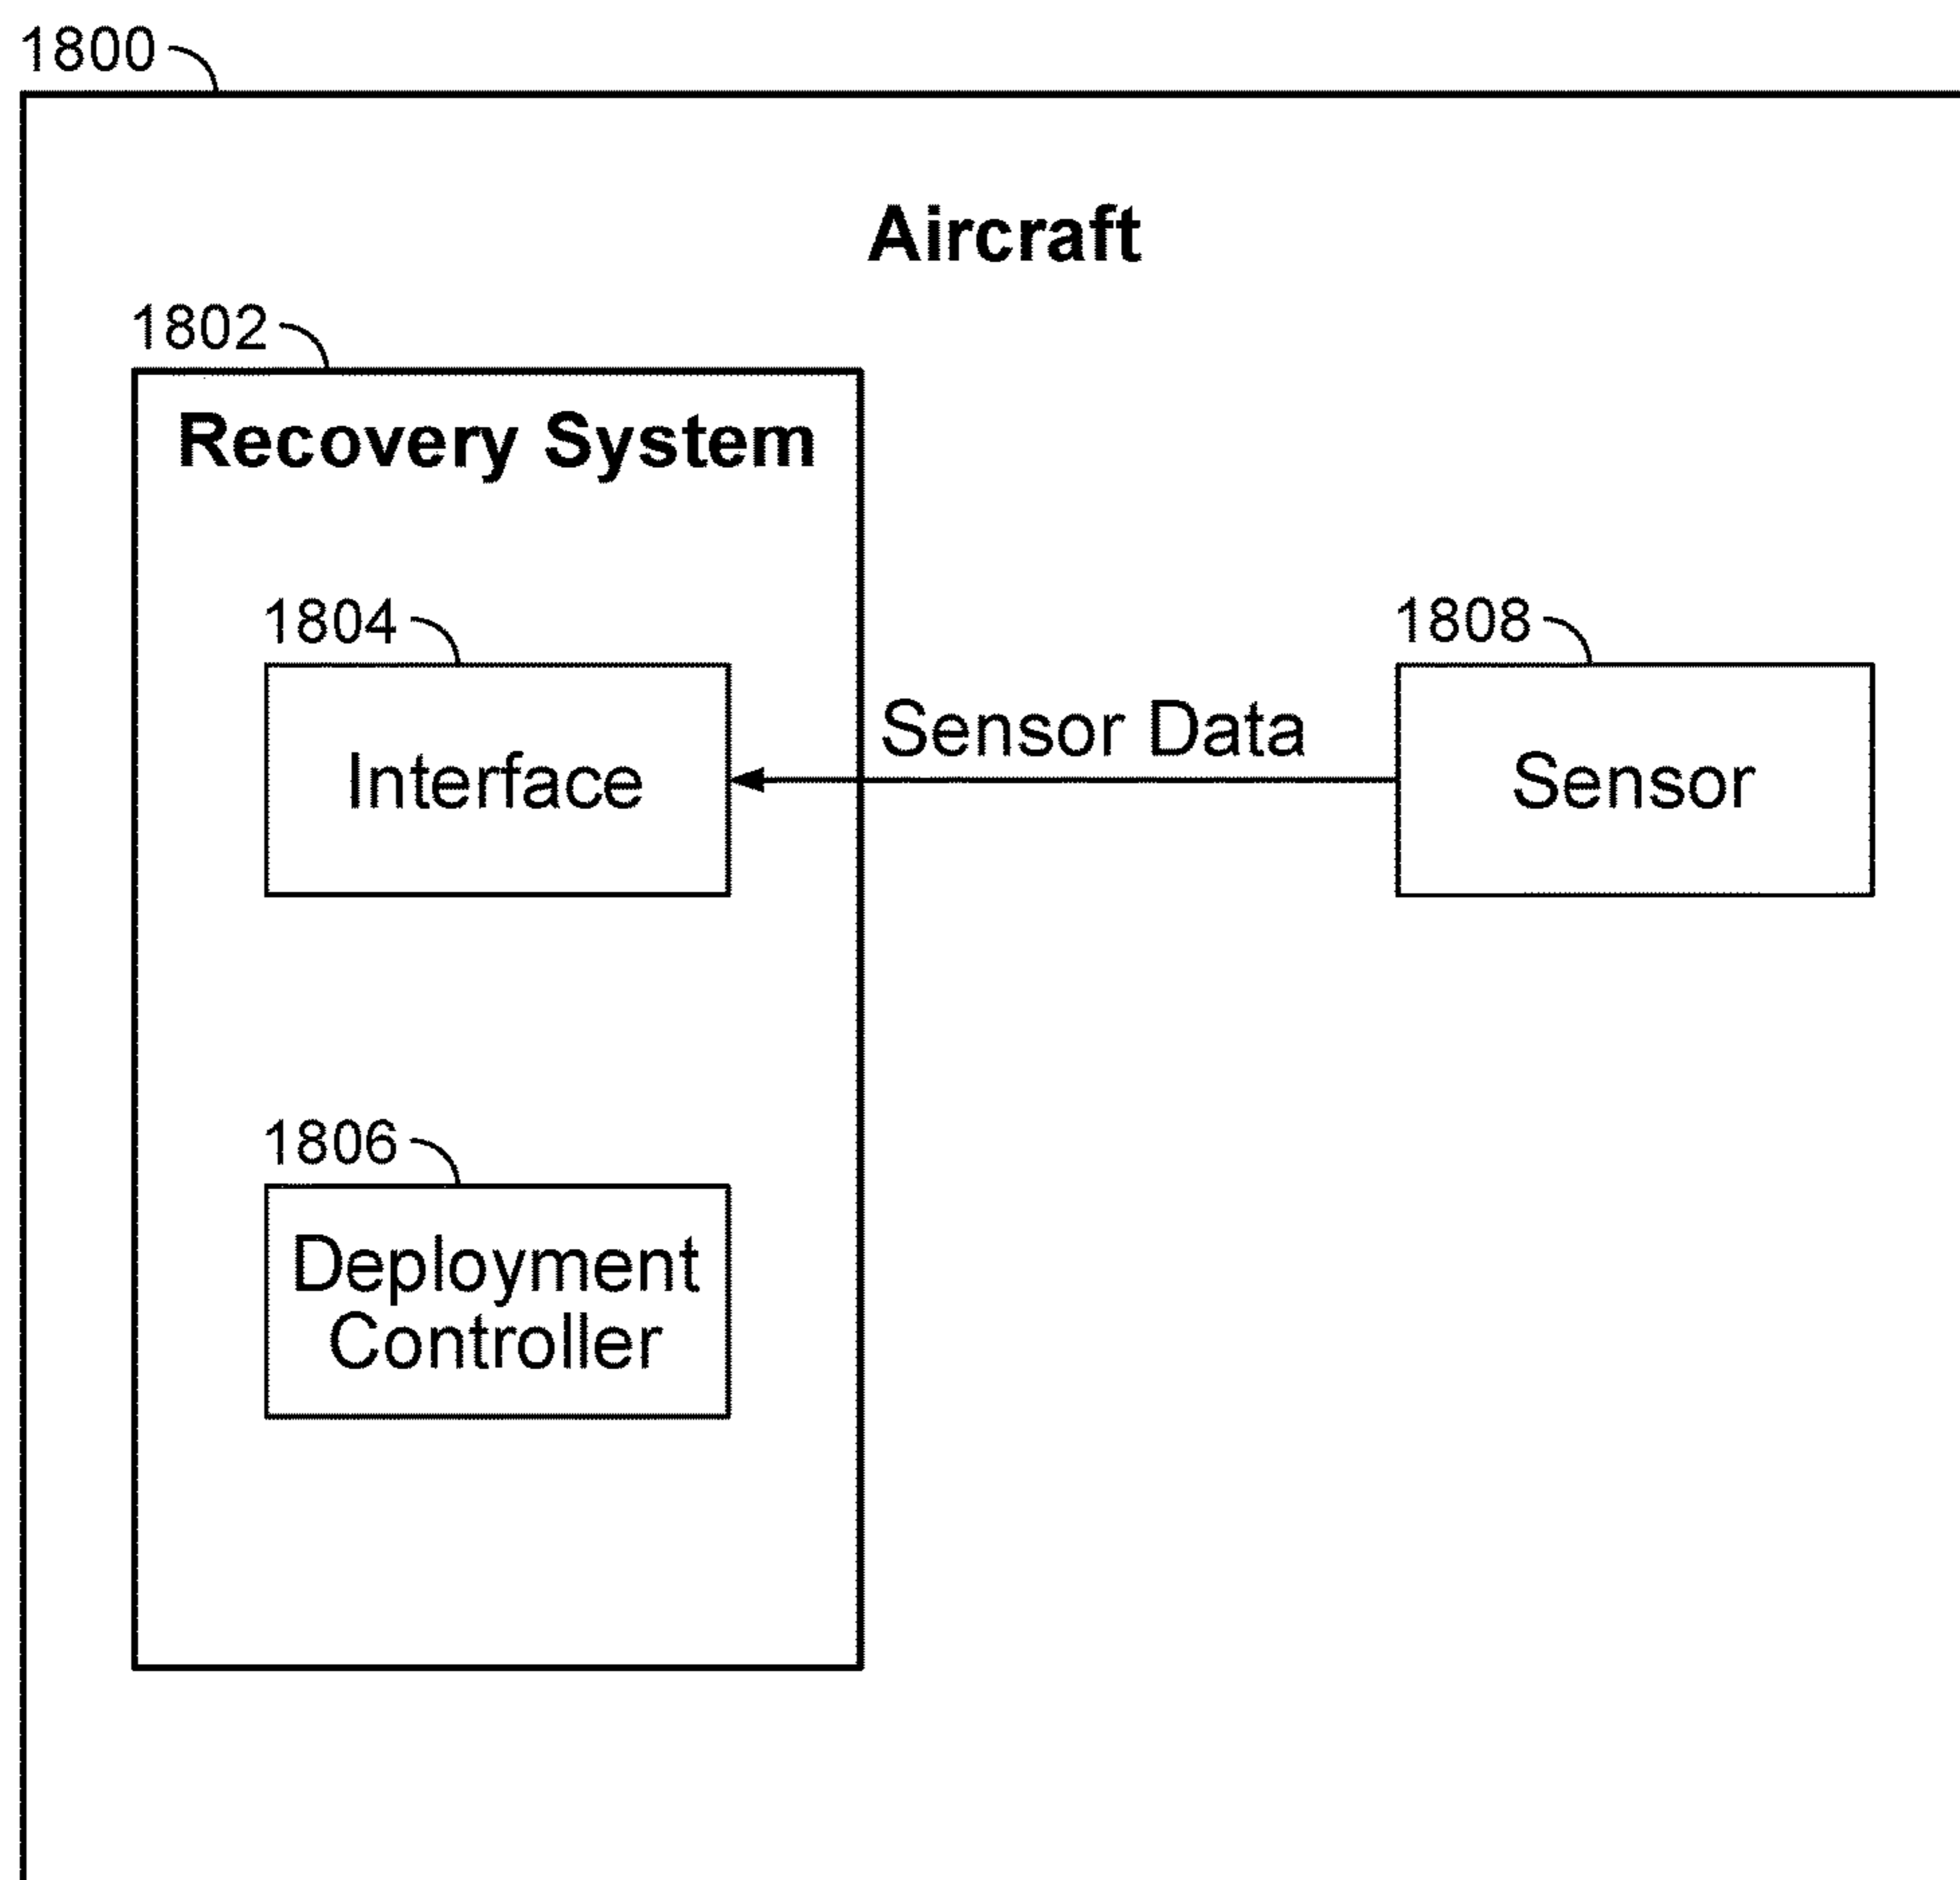 1800
Aircraft
1802
Recovery System
1804
1808
Interface
Sensor Data
Sensor
1806
Deployment
Controller